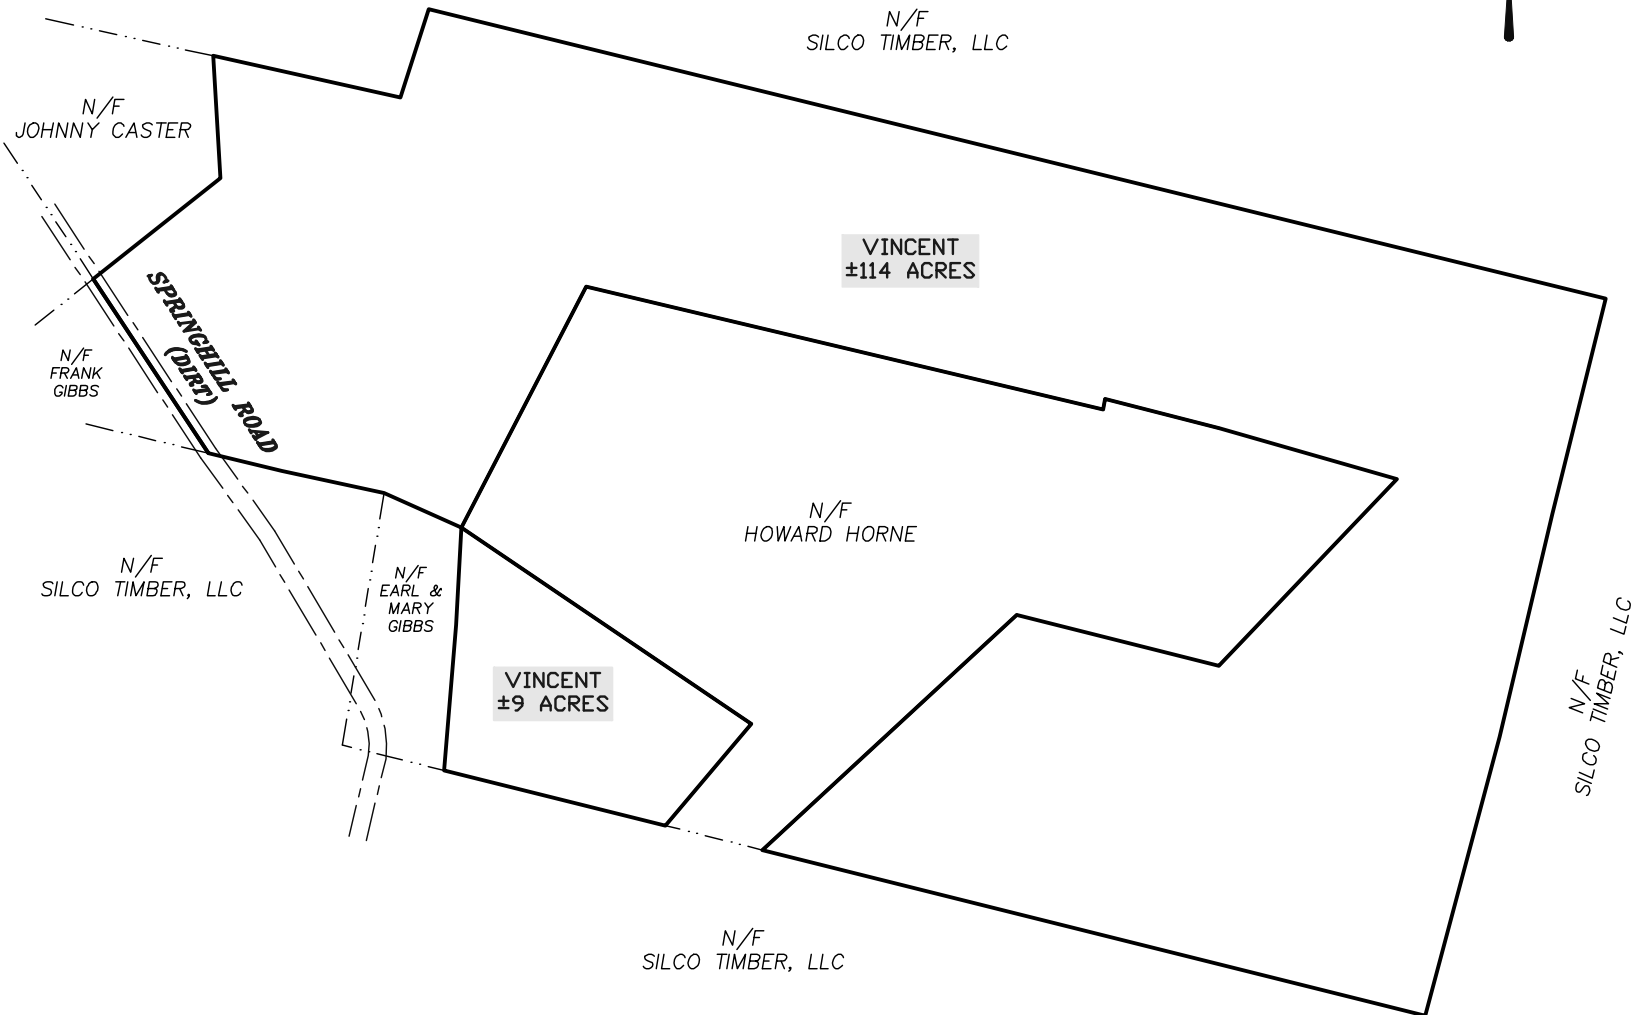 N/F
SILCO TIMBER, LLC
N/F
JOHNNY CASTER
VINCENT
±114 ACRES
SPRINGHILL ROAD
(DIRT)
N/F
FRANK
GIBBS
N/F
HOWARD HORNE
N/F
SILCO TIMBER, LLC
N/F
EARL &
MARY
GIBBS
VINCENT
±9 ACRES
N/F
SILCO TIMBER, LLC
N/F
SILCO TIMBER, LLC